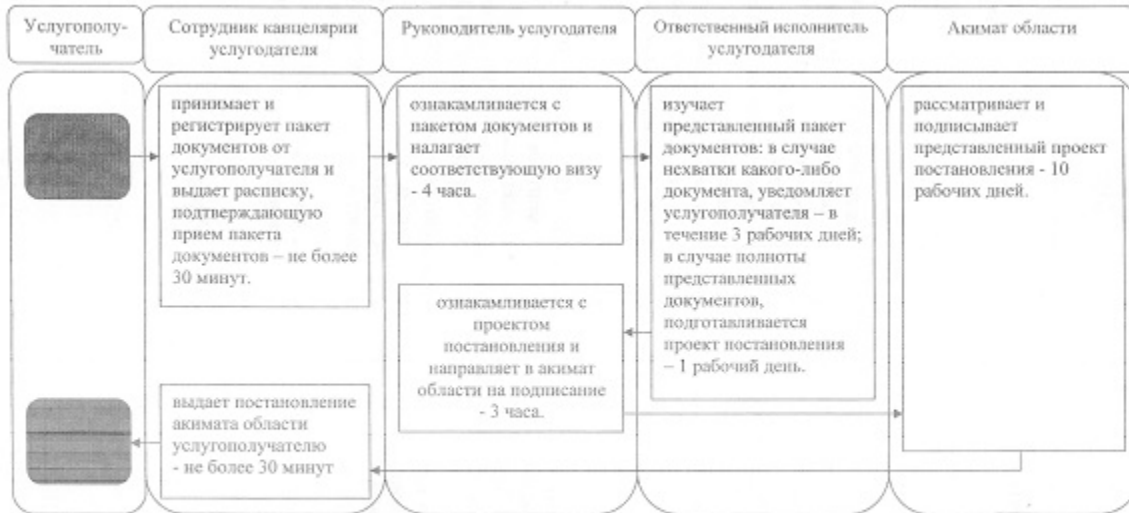 Услугополу-
чатель
Сотрудник канцелярии
услугодателя
Руководитель услугодателя
Ответственный исполнитель
услугодателя
Акимат области
принимает и
регистрирует пакет
документов от
услугополучателя и
выдает расписку,
подтверждающую
прием пакета
документов – не более
30 минут.
ознакамливается с
пакетом документов и
налагает
соответствующую визу
- 4 часа.
изучает
представленный пакет
документов: в случае
нехватки какого-либо
документа, уведомляет
услугополучателя – в
течение 3 рабочих дней;
в случае полноты
представленных
документов,
подготавливается
проект постановления
– 1 рабочий день.
рассматривает и
подписывает
представленный проект
постановления - 10
рабочих дней.
ознакамливается с
проектом
постановления и
направляет в акимат
области на подписание
- 3 часа.
выдает постановление
акимата области
услугополучателю
- не более 30 минут